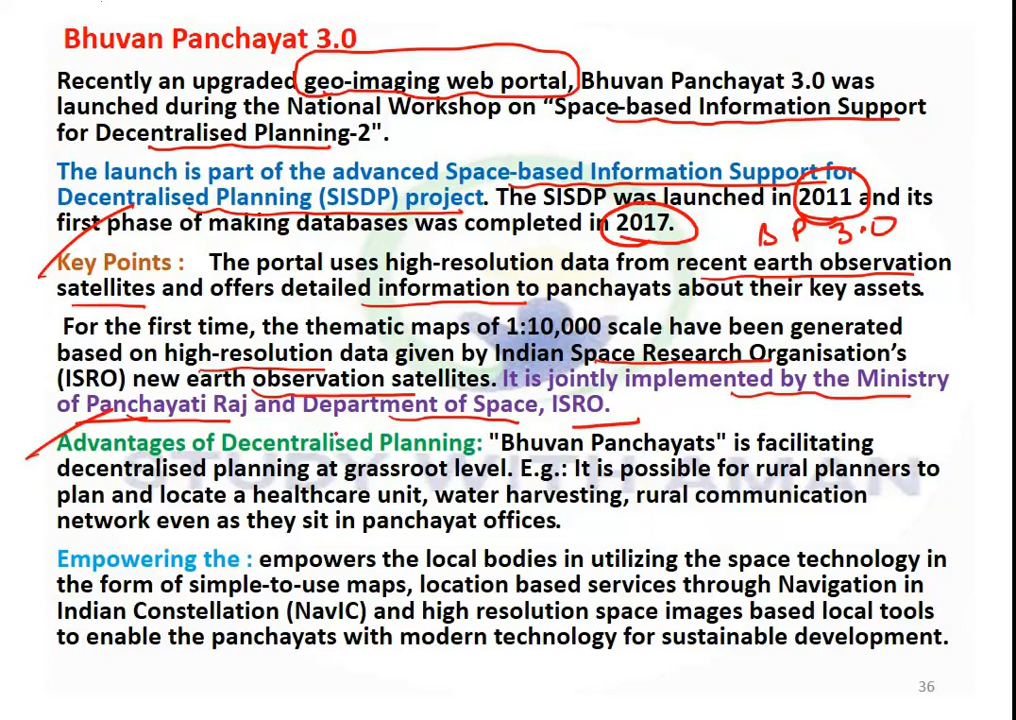 Bhuvan Panchayat 3.0
Recently an upgraded geo-imaging web portal, Bhuvan Panchayat 3.0 was
launched during the National Workshop on “Space-based Information Support
for Decentralised Planning-2".
The launch is part of the advanced Space-based Information Support for
Decentralised Planning (SISDP) project. The SISDP was launched in 2011 and its
first phase of making databases was completed in 2017.
B P 3.0
Key Points : The portal uses high-resolution data from recent earth observation
satellites and offers detailed information to panchayats about their key assets.
For the first time, the thematic maps of 1:10,000 scale have been generated
based on high-resolution data given by Indian Space Research Organisation’s
(ISRO) new earth observation satellites. It is jointly implemented by the Ministry
of Panchayati Raj and Department of Space, ISRO.
Advantages of Decentralised Planning: "Bhuvan Panchayats" is facilitating
decentralised planning at grassroot level. E.g.: It is possible for rural planners to
STUDY WITH AMAN
plan and locate a healthcare unit, water harvesting, rural communication
network even as they sit in panchayat offices.
Empowering the : empowers the local bodies in utilizing the space technology in
the form of simple-to-use maps, location based services through Navigation in
Indian Constellation (NavIC) and high resolution space images based local tools
to enable the panchayats with modern technology for sustainable development.
36